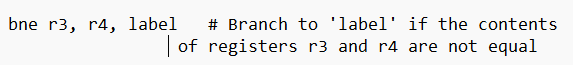 bne r3, r4, label   # Branch to 'label' if the contents
of registers r3 and r4 are not equal